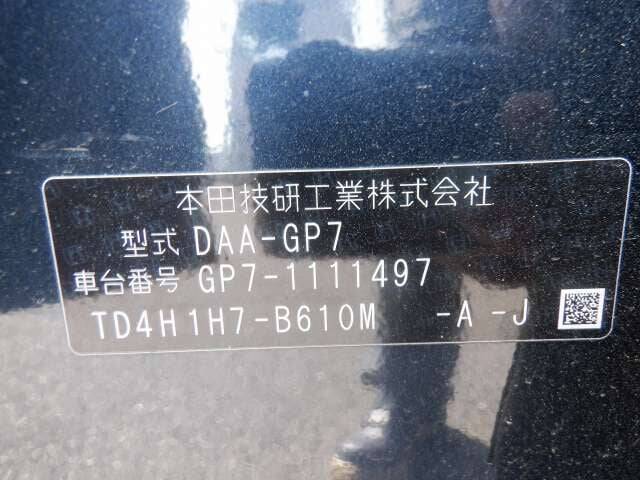 本田技研工業株式会社
型式 DAA-GP7
車台番号 GP7-1111497
TD4H1H7-B610M -A -J